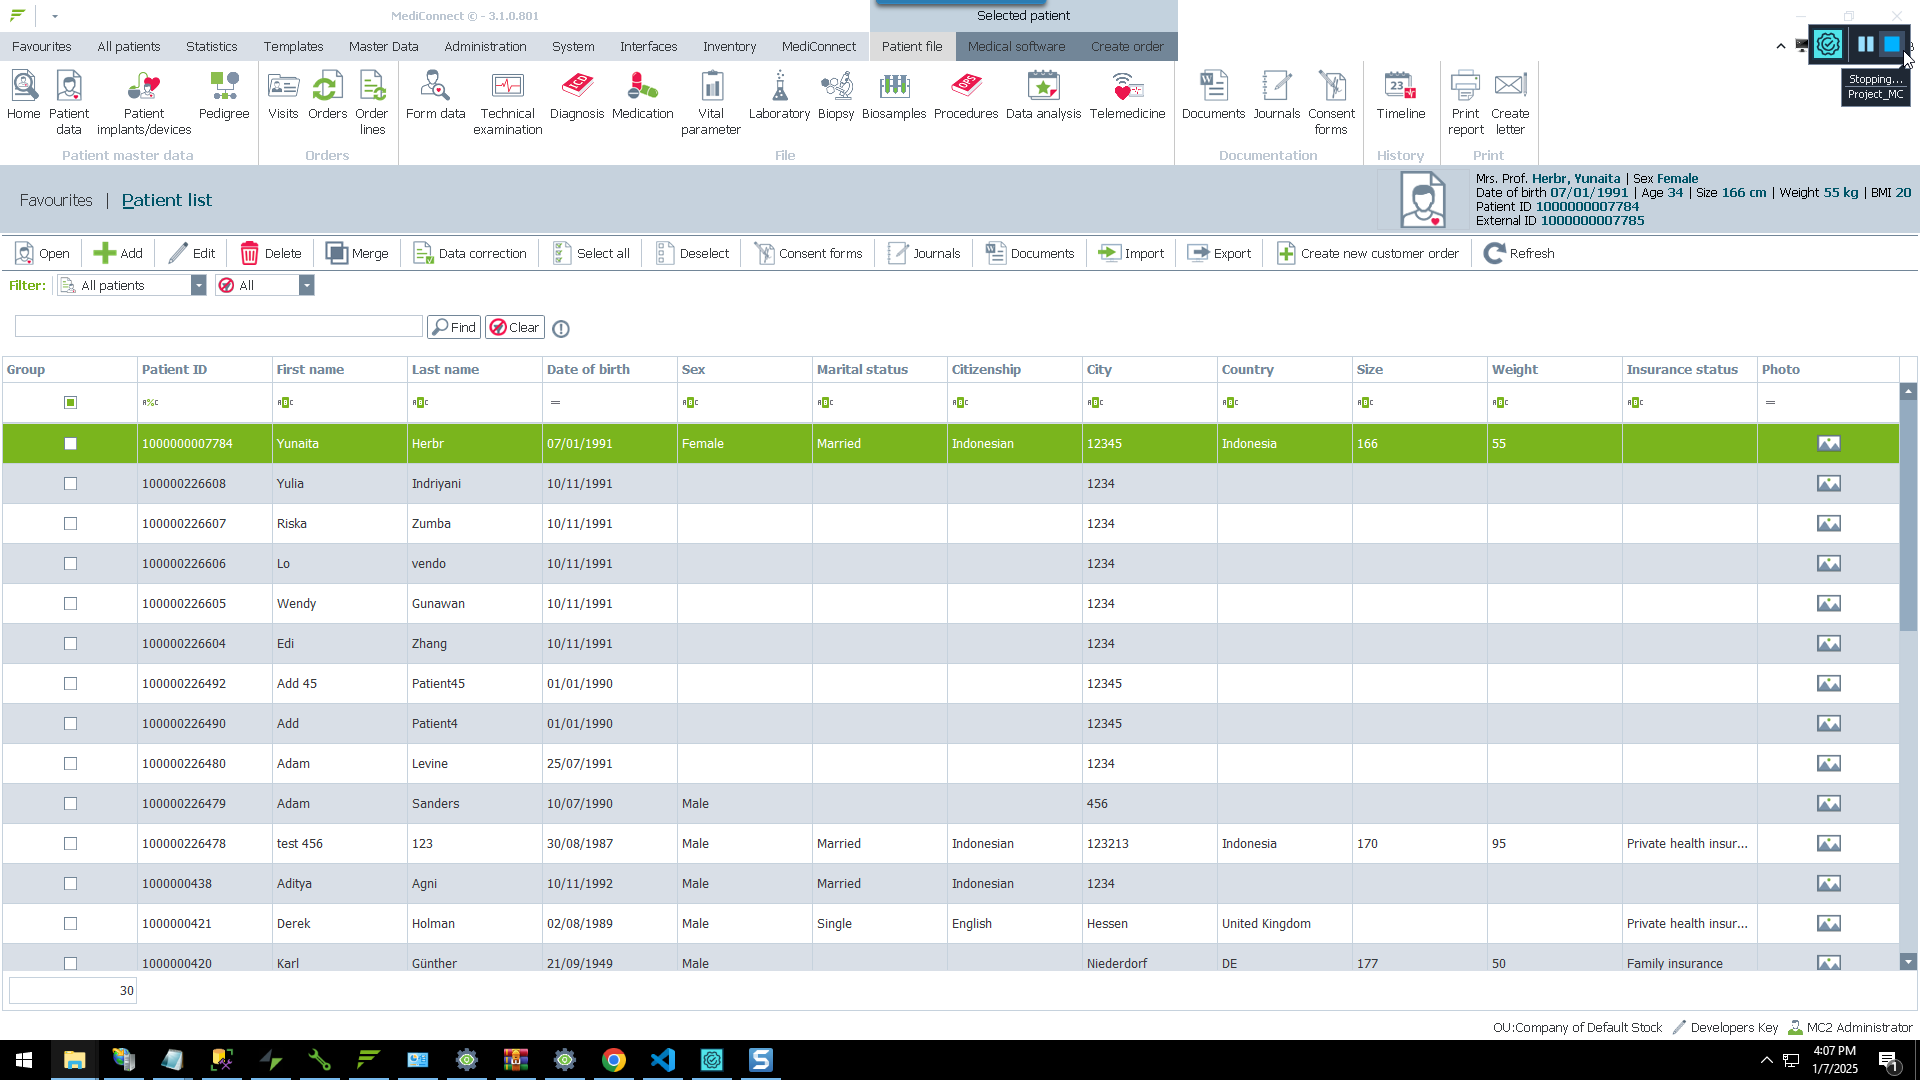 MediConnect © - 3.1.0.801
Selected patient
Favourites All patients Statistics Templates Master Data Administration System Interfaces Inventory MediConnect Patient file Medical software Create order
Stopping...
Project_MC
Home Patient data Patient implants/devices Pedigree Visits Orders Order lines Form data Technical examination Diagnosis Medication Vital parameter Laboratory Biopsy Biosamples Procedures Data analysis Telemedicine Documents Journals Consent forms Timeline Print report Create letter
Patient master data Orders File Documentation History Print
Favourites | Patient list
Mrs. Prof. Herbr, Yunaita | Sex Female
Date of birth 07/01/1991 | Age 34 | Size 166 cm | Weight 55 kg | BMI 20
Patient ID 1000000007784
External ID 1000000007785
Open Add Edit Delete Merge Data correction Select all Deselect Consent forms Journals Documents Import Export Create new customer order Refresh
Filter: All patients All
Find Clear
Group Patient ID First name Last name Date of birth Sex Marital status Citizenship City Country Size Weight Insurance status Photo
1000000007784 Yunaita Herbr 07/01/1991 Female Married Indonesian 12345 Indonesia 166 55
100000226608 Yulia Indriyani 10/11/1991 1234
100000226607 Riska Zumba 10/11/1991 1234
100000226606 Lo vendo 10/11/1991 1234
100000226605 Wendy Gunawan 10/11/1991 1234
100000226604 Edi Zhang 10/11/1991 1234
100000226492 Add 45 Patient45 01/01/1990 12345
100000226490 Add Patient4 01/01/1990 12345
100000226480 Adam Levine 25/07/1991 1234
100000226479 Adam Sanders 10/07/1990 Male 456
100000226478 test 456 123 30/08/1987 Male Married Indonesian 123213 Indonesia 170 95 Private health insur...
1000000438 Aditya Agni 10/11/1992 Male Married Indonesian 1234
1000000421 Derek Holman 02/08/1989 Male Single English Hessen United Kingdom Private health insur...
1000000420 Karl Günther 21/09/1949 Male Niederdorf DE 177 50 Family insurance
30
OU:Company of Default Stock Developers Key MC2 Administrator
4:07 PM
1/7/2025
1